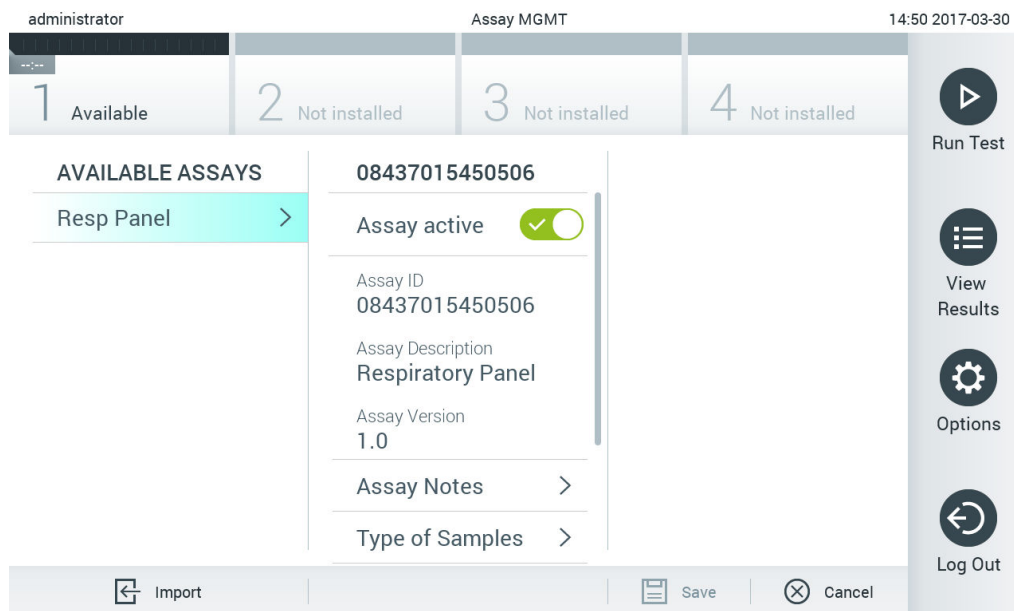 administrator
Assay MGMT
14:50 2017-03-30
--:--
1 Available
2 Not installed
3 Not installed
4 Not installed
AVAILABLE ASSAYS
Resp Panel
08437015450506
Assay active
Assay ID
08437015450506
Assay Description
Respiratory Panel
Assay Version
1.0
Assay Notes
Type of Samples
Import
Save
Cancel
Run Test
View
Results
Options
Log Out